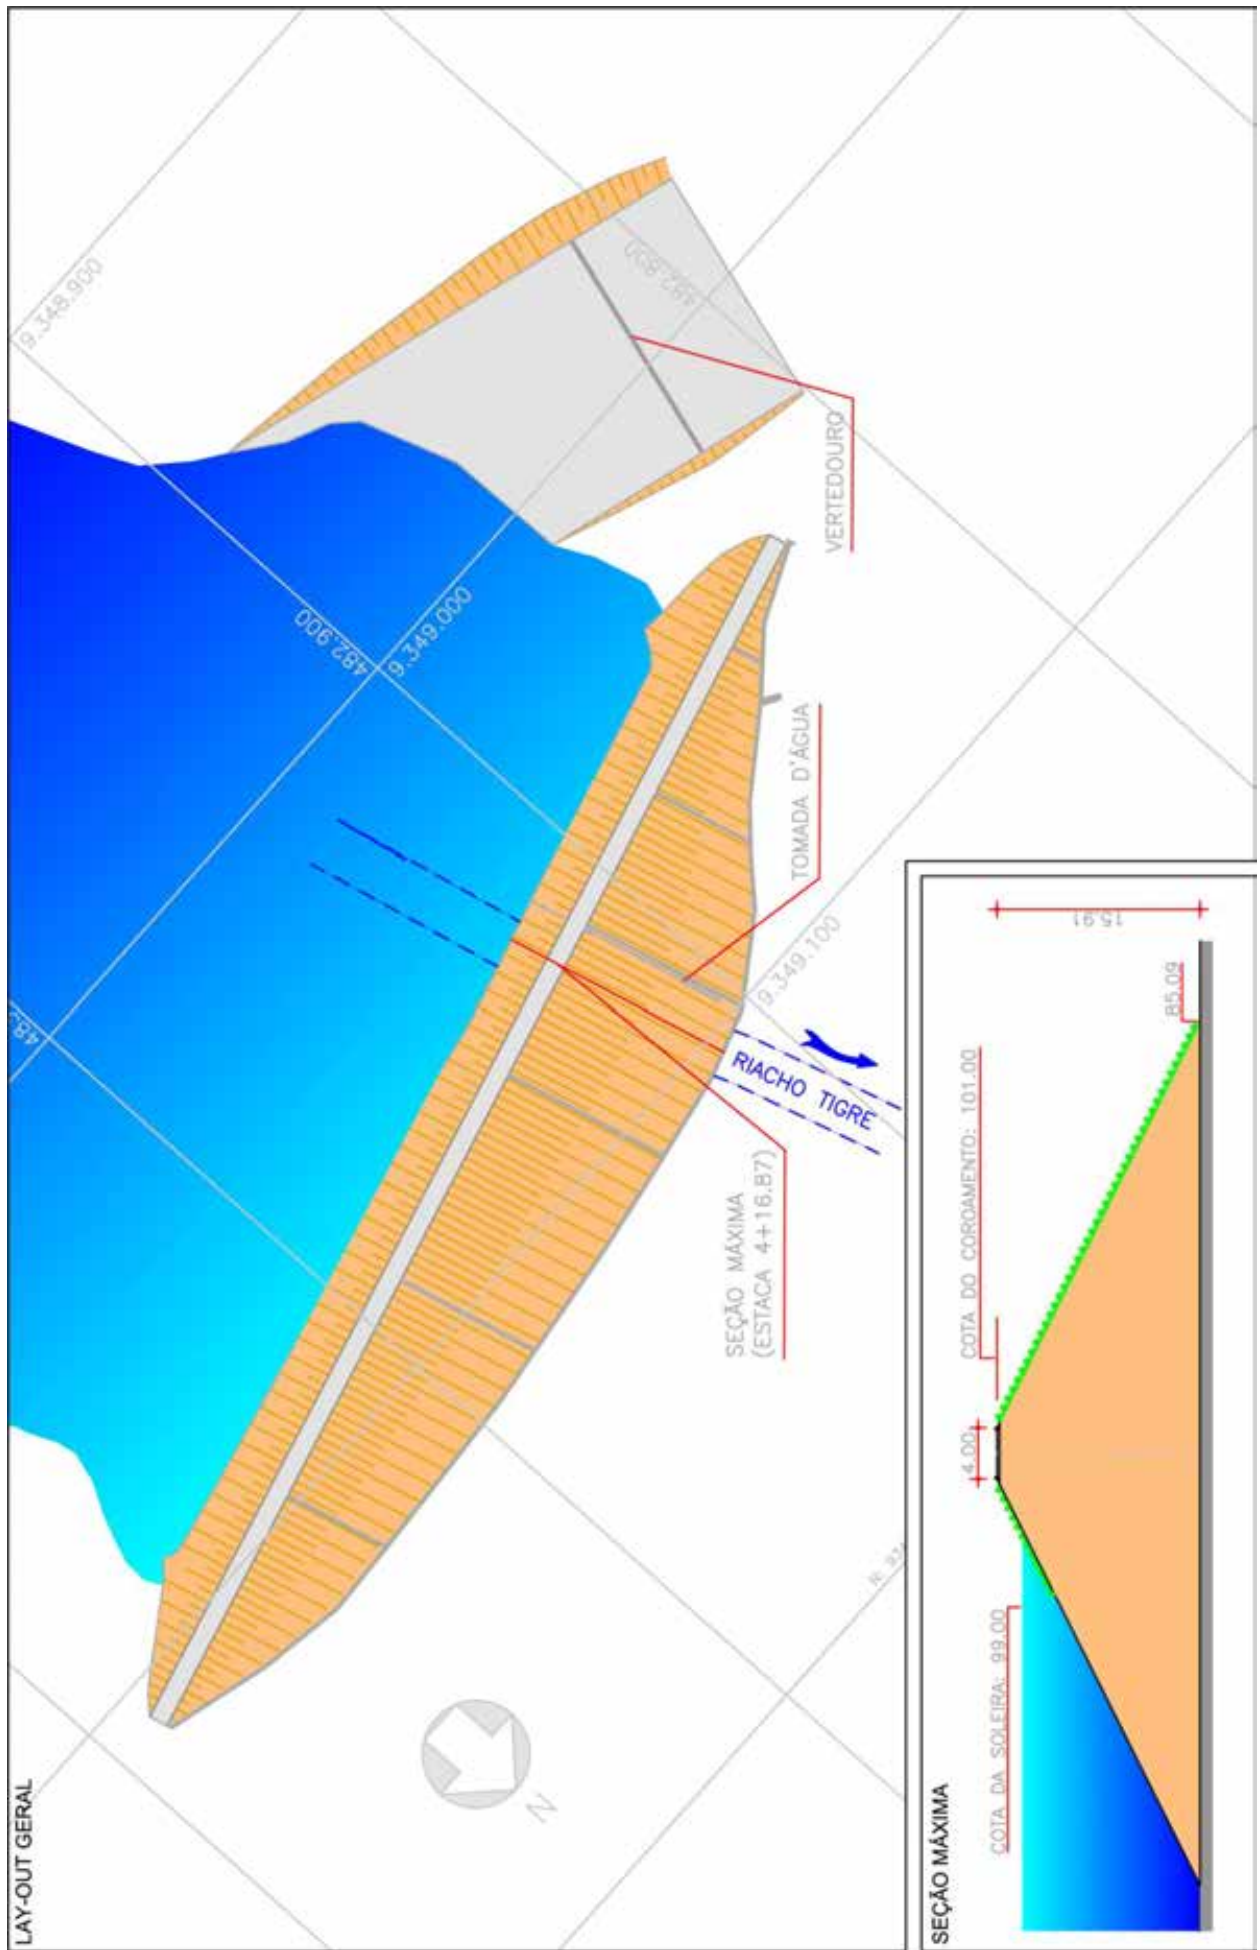 LAY-OUT GERAL
9.348.900
482.800
VERTEDOURO
482.900
9.349.000
TOMADA D'ÁGUA
9.349.100
RIACHO TIGRE
SEÇÃO MÁXIMA
(ESTACA 4+16.87)
N
SEÇÃO MÁXIMA
COTA DA SOLEIRA: 99.00
4.00
COTA DO COROAMENTO: 101.00
85.09
15.91